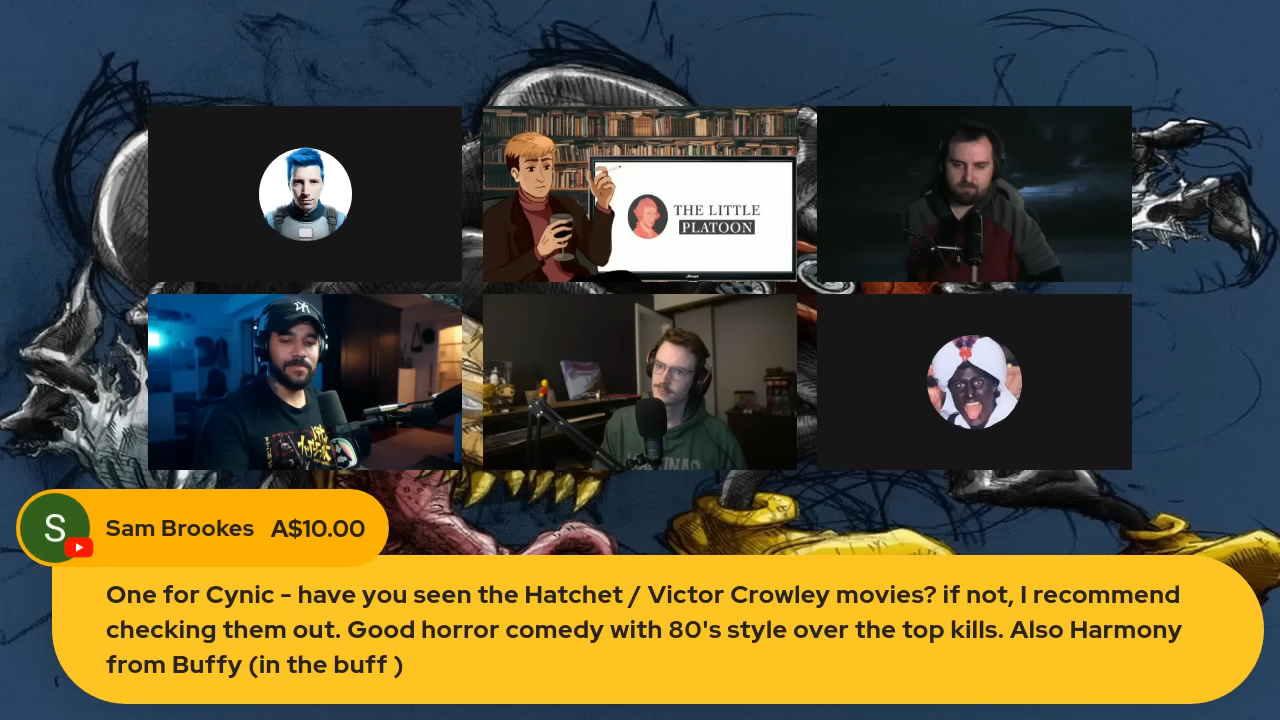 THE LITTLE
PLATOON
S
Sam Brookes A$10.00
One for Cynic - have you seen the Hatchet / Victor Crowley movies? if not, I recommend
checking them out. Good horror comedy with 80's style over the top kills. Also Harmony
from Buffy (in the buff )